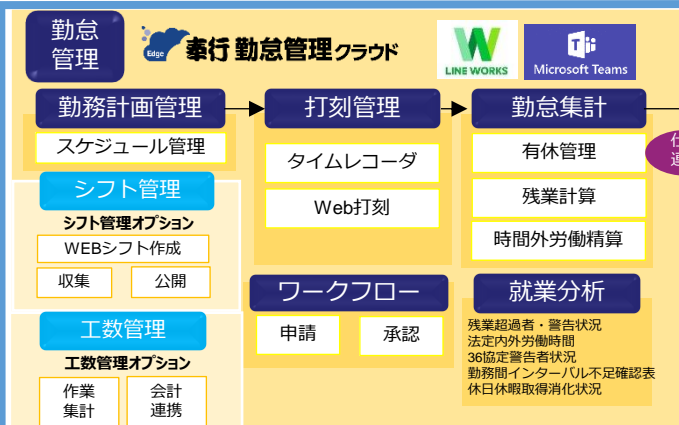 勤怠
管理
Edge 奉行 勤怠管理クラウド
LINE WORKS
Microsoft Teams
勤務計画管理
スケジュール管理
シフト管理
シフト管理オプション
WEBシフト作成
収集
公開
工数管理
工数管理オプション
作業
集計
会計
連携
打刻管理
タイムレコーダ
Web打刻
ワークフロー
申請
承認
勤怠集計
有休管理
残業計算
時間外労働精算
就業分析
残業超過者・警告状況
法定内外労働時間
36協定警告者状況
勤務間インターバル不足確認表
休日休暇取得消化状況